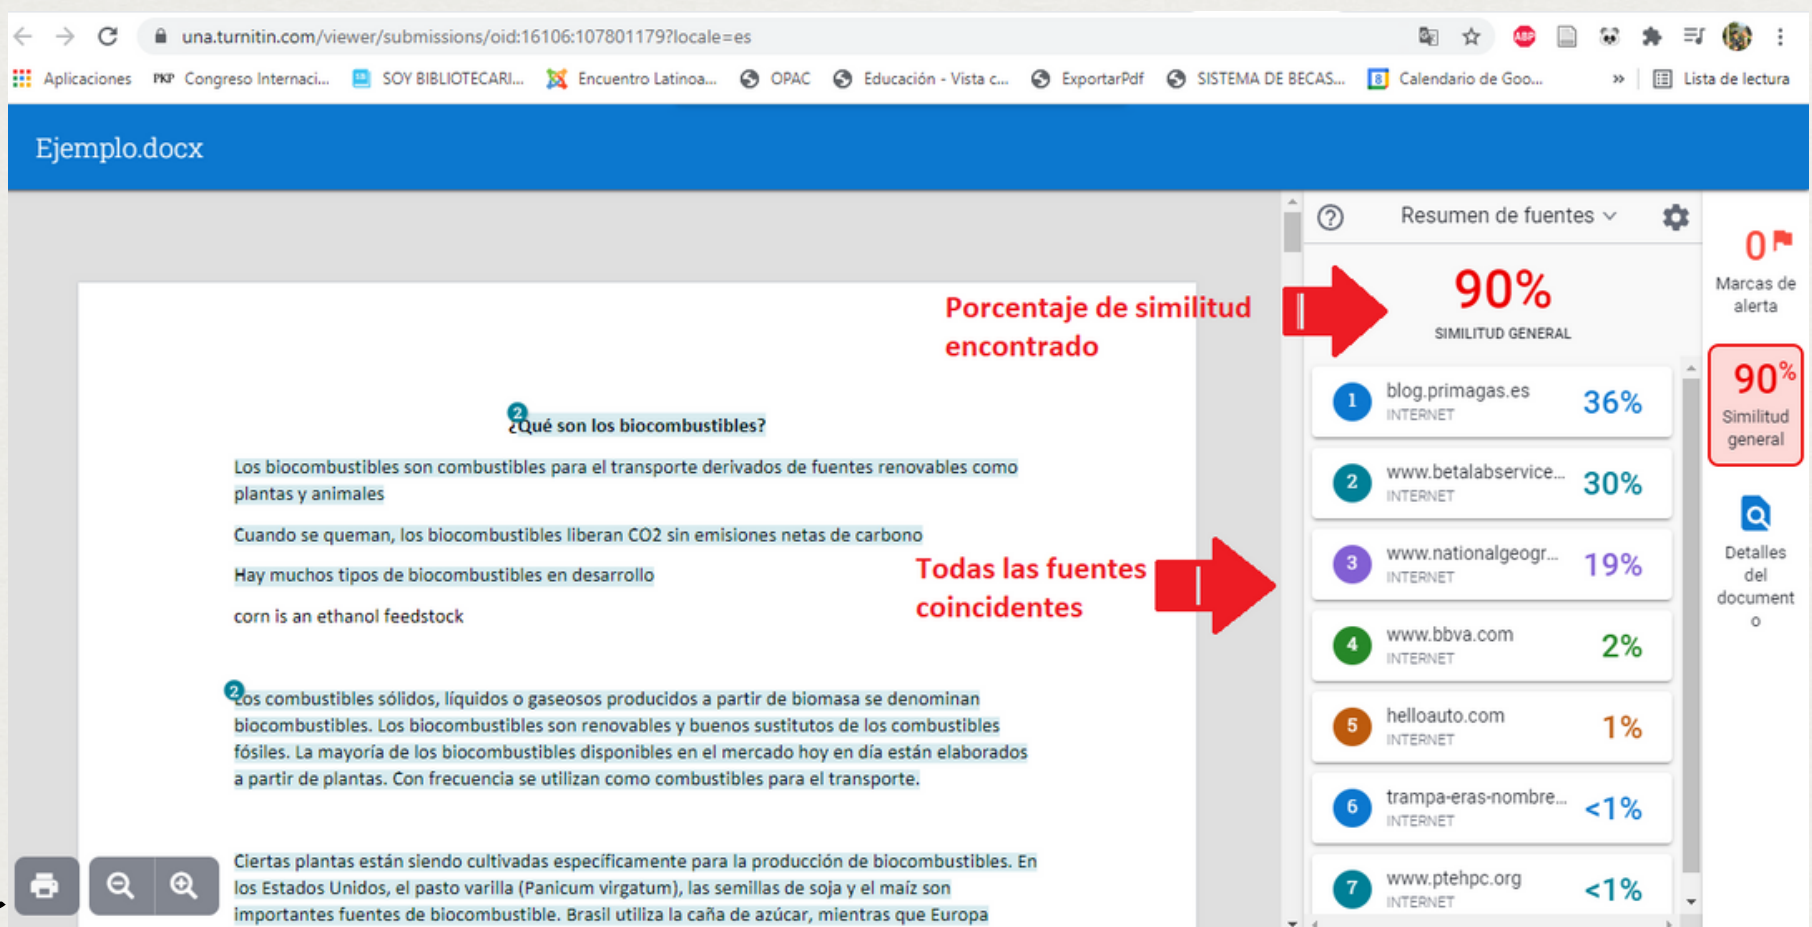 una.turnitin.com/viewer/submissions/oid:16106:107801179?locale=es
ABP
Aplicaciones PKP Congreso Internaci... SOY BIBLIOTECARI... Encuentro Latinoa... OPAC Educación - Vista c... ExportarPdf SISTEMA DE BECAS... 8 Calendario de Goo... » Lista de lectura
Ejemplo.docx
Resumen de fuentes
90%
SIMILITUD GENERAL
Porcentaje de similitud
encontrado
1 blog.primagas.es 36%
INTERNET
2 www.betalabservice... 30%
INTERNET
3 www.nationalgeogr... 19%
INTERNET
4 www.bbva.com 2%
INTERNET
5 helloauto.com 1%
INTERNET
6 trampa-eras-nombre... <1%
INTERNET
7 www.ptehpc.org <1%
INTERNET
Todas las fuentes
coincidentes
0
Marcas de
alerta
90%
Similitud
general
Detalles
del
document
o
2
¿Qué son los biocombustibles?
Los biocombustibles son combustibles para el transporte derivados de fuentes renovables como
plantas y animales
Cuando se queman, los biocombustibles liberan CO2 sin emisiones netas de carbono
Hay muchos tipos de biocombustibles en desarrollo
corn is an ethanol feedstock
2
Los combustibles sólidos, líquidos o gaseosos producidos a partir de biomasa se denominan
biocombustibles. Los biocombustibles son renovables y buenos sustitutos de los combustibles
fósiles. La mayoría de los biocombustibles disponibles en el mercado hoy en día están elaborados
a partir de plantas. Con frecuencia se utilizan como combustibles para el transporte.
Ciertas plantas están siendo cultivadas específicamente para la producción de biocombustibles. En
los Estados Unidos, el pasto varilla (Panicum virgatum), las semillas de soja y el maíz son
importantes fuentes de biocombustible. Brasil utiliza la caña de azúcar, mientras que Europa